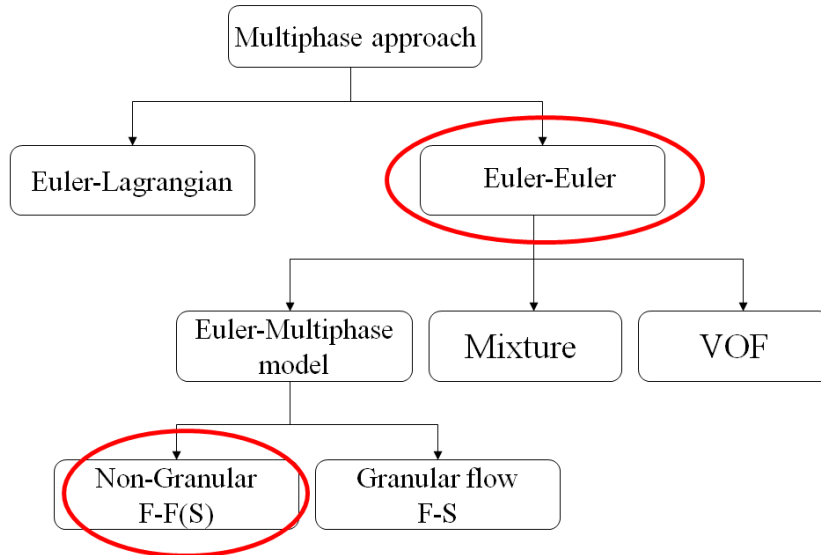 Multiphase approach
Euler-Lagrangian
Euler-Euler
Euler-Multiphase
model
Mixture
VOF
Non-Granular
F-F(S)
Granular flow
F-S